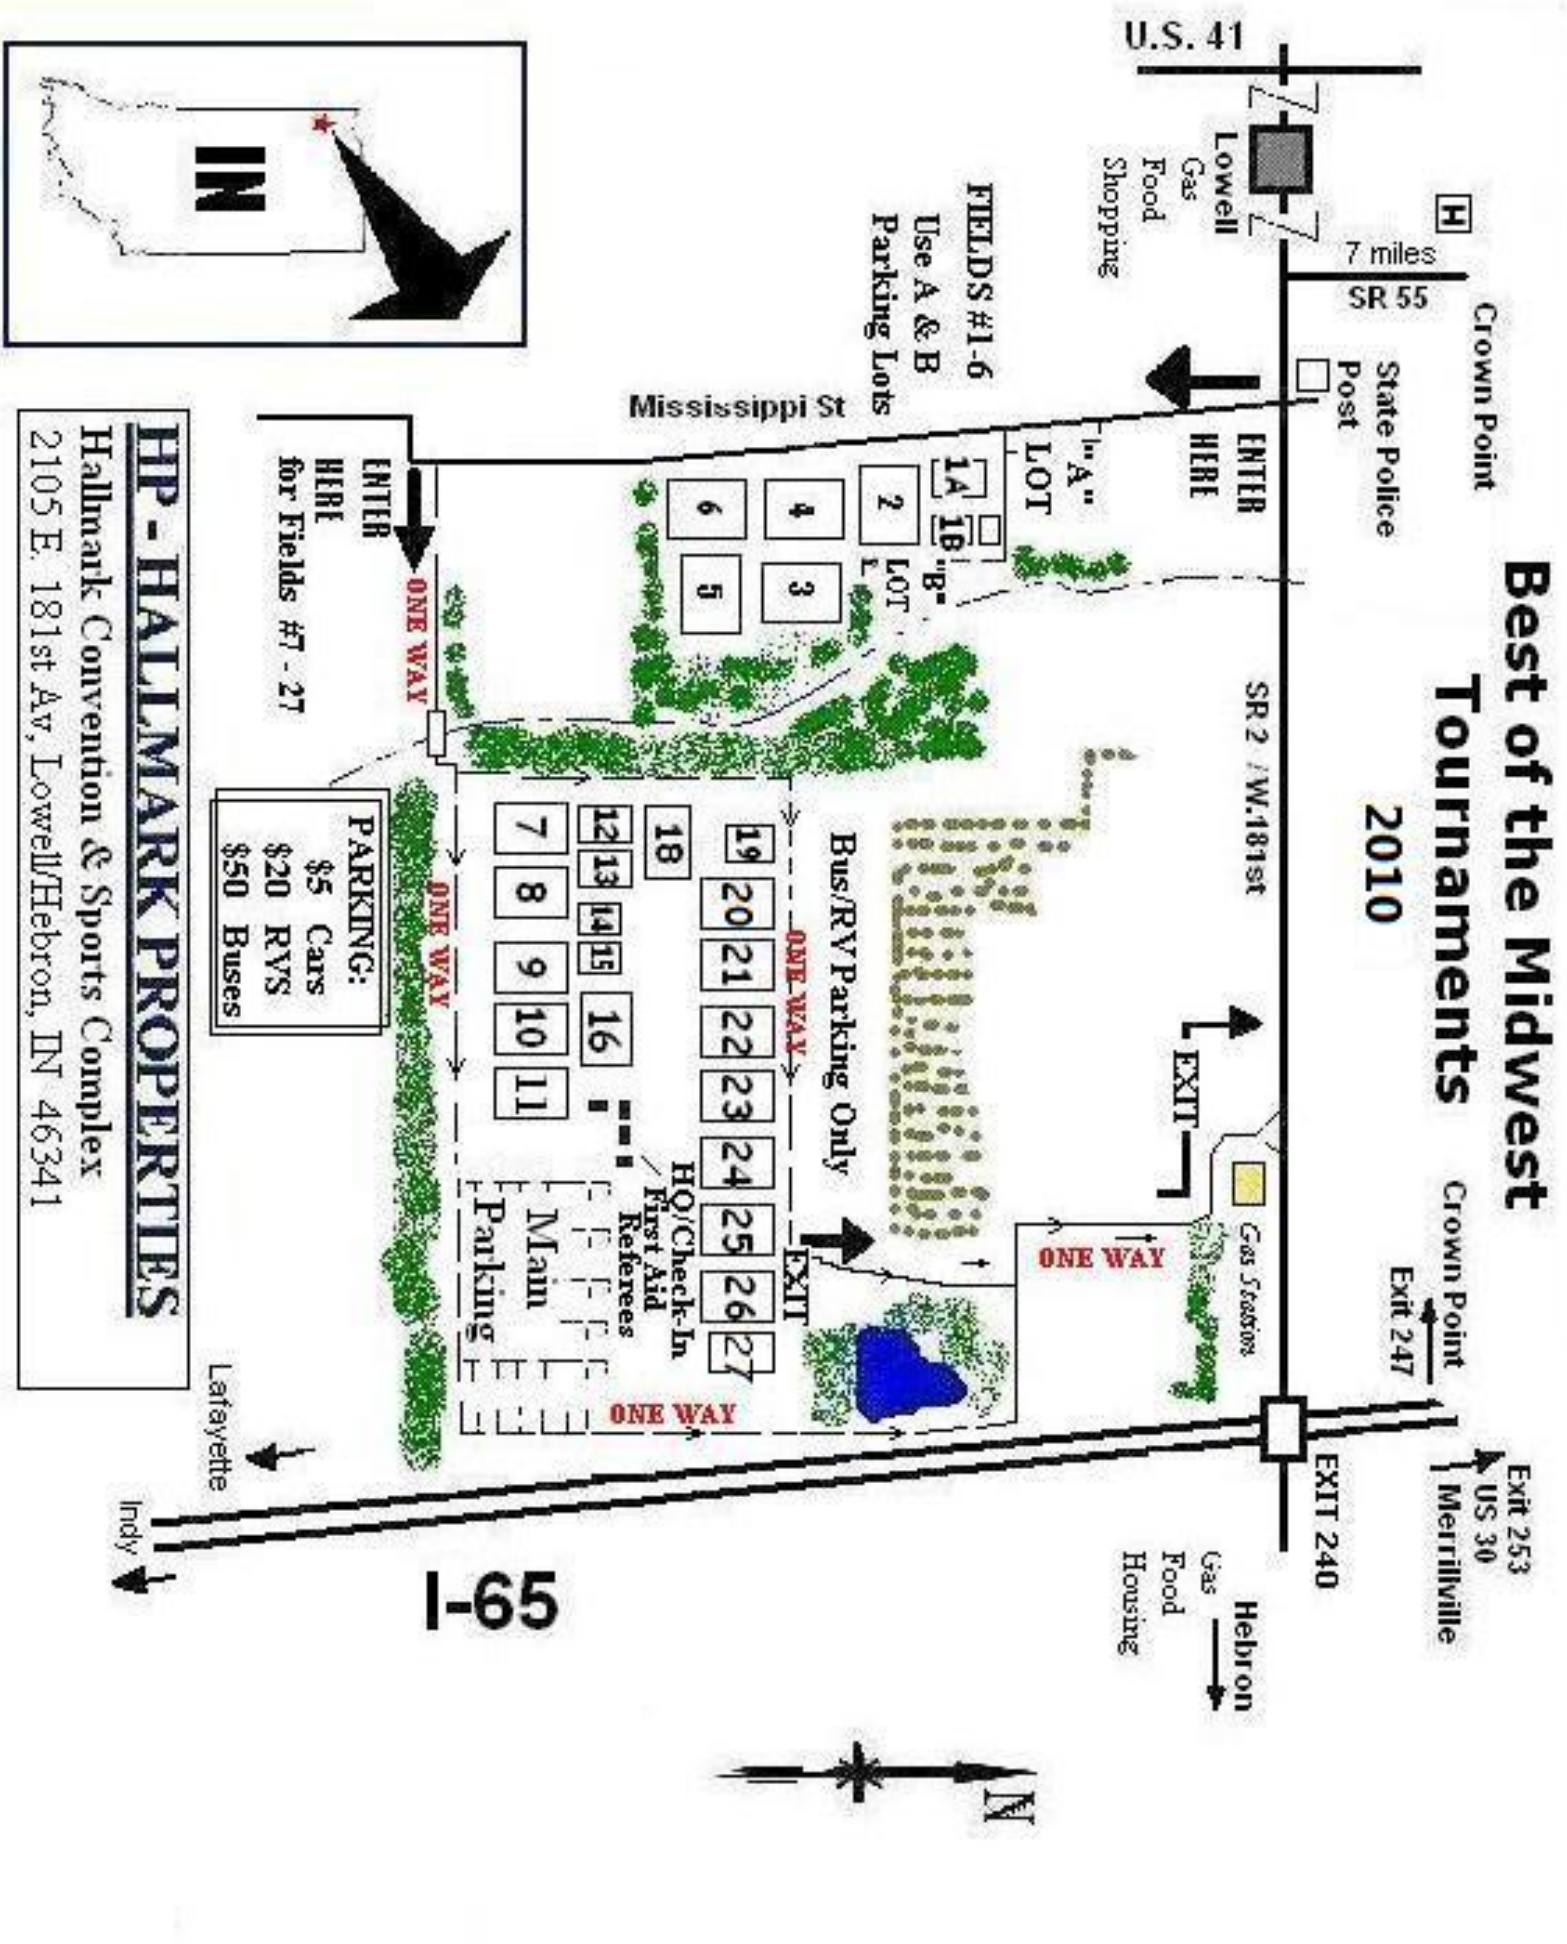 Best of the Midwest
Tournaments
2010
Crown Point
State Police
Post
H
7 miles
SR 55
U.S. 41
Lowell
Gas
Food
Shopping
ENTER
HERE
SR 2 /W.181st
EXIT
Gas Station
Crown Point
Exit 247
Exit 253
US 30
Merrillville
EXIT 240
Hebron
Gas
Food
Housing
FIELDS #1-6
Use A & B
Parking Lots
"A"
LOT
1A
1B
"B"
LOT
2
4
3
6
5
Mississippi St
Bus/RV Parking Only
ONE WAY
ONE WAY
EXIT
19
20
21
22
23
24
25
26
27
18
12
13
14
15
16
7
8
9
10
11
HQ/Check-In
First Aid
Referees
Main
Parking
ONE WAY
ONE WAY
ONE WAY
ENTER
HERE
for Fields #7 - 27
PARKING:
$5 Cars
$20 RVS
$50 Buses
I-65
Lafayette
Indy
N
IN
HP - HALLMARK PROPERTIES
Hallmark Convention & Sports Complex
2105 E. 181st Av, Lowell/Hebron, IN 46341